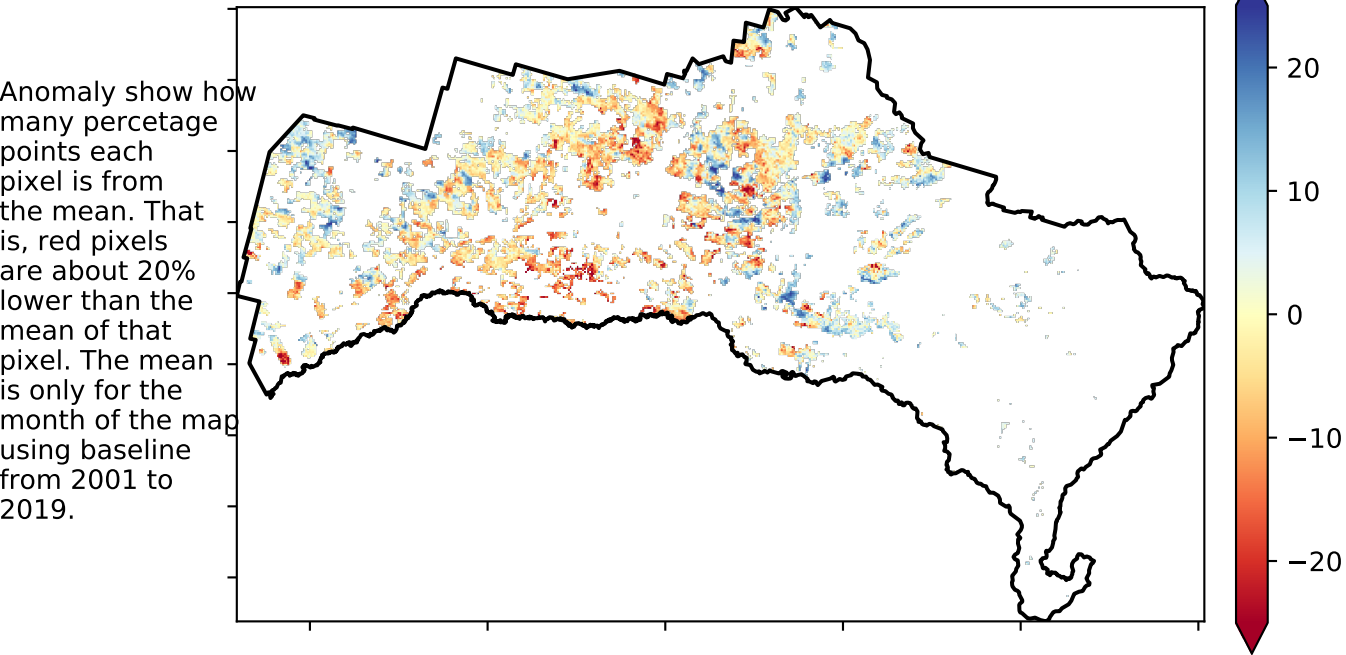 Anomaly show how
many percetage
points each
pixel is from
the mean. That
is, red pixels
are about 20%
lower than the
mean of that
pixel. The mean
is only for the
month of the map
using baseline
from 2001 to
2019.
20
10
0
−10
−20